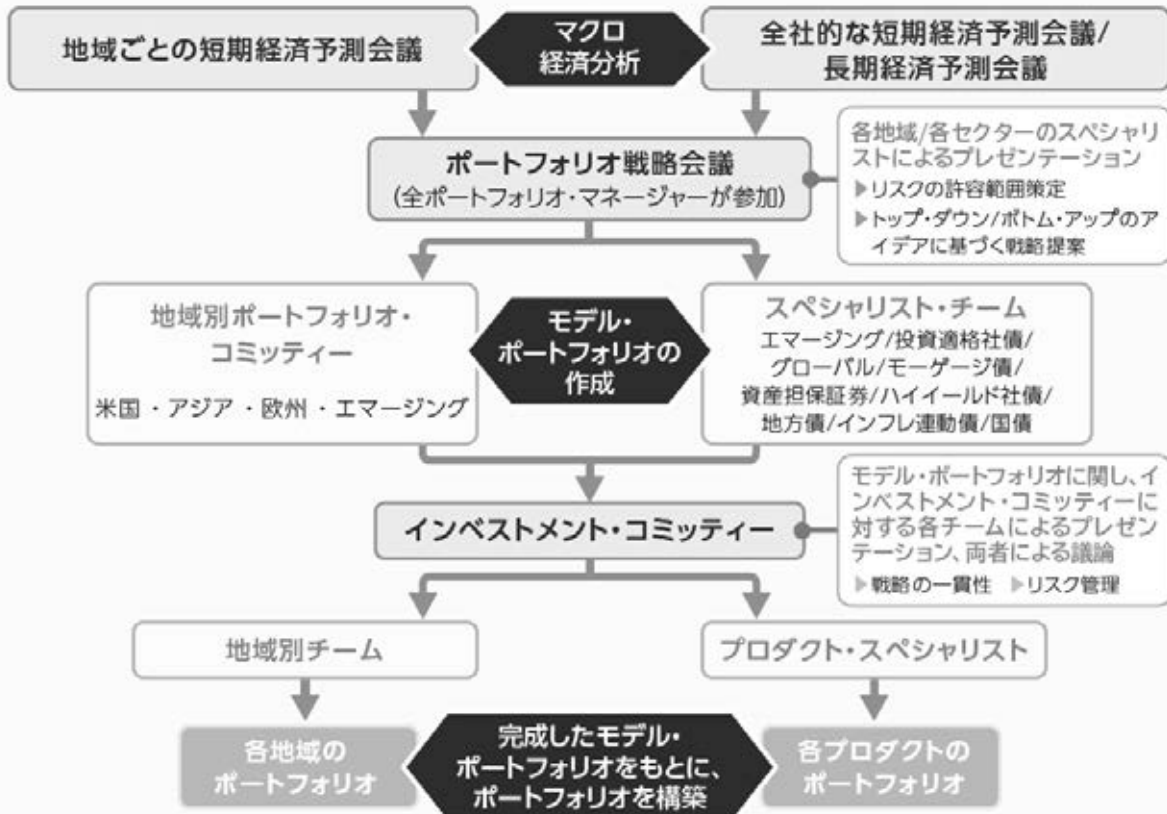 地域ごとの短期経済予測会議
マクロ
経済分析
全社的な短期経済予測会議/
長期経済予測会議
ポートフォリオ戦略会議
(全ポートフォリオ・マネージャーが参加)
各地域/各セクターのスペシャリ
ストによるプレゼンテーション
▶リスクの許容範囲策定
▶トップ・ダウン/ボトム・アップのア
イデアに基づく戦略提案
地域別ポートフォリオ・
コミッティー
米国・アジア・欧州・エマージング
モデル・
ポートフォリオの
作成
スペシャリスト・チーム
エマージング/投資適格社債/
グローバル/モーゲージ債/
資産担保証券/ハイイールド社債/
地方債/インフレ連動債/国債
インベストメント・コミッティー
モデル・ポートフォリオに関し、イ
ンベストメント・コミッティーに
対する各チームによるプレゼン
テーション、両者による議論
▶戦略の一貫性 ▶リスク管理
地域別チーム
プロダクト・スペシャリスト
各地域の
ポートフォリオ
完成したモデル・
ポートフォリオをもとに、
ポートフォリオを構築
各プロダクトの
ポートフォリオ